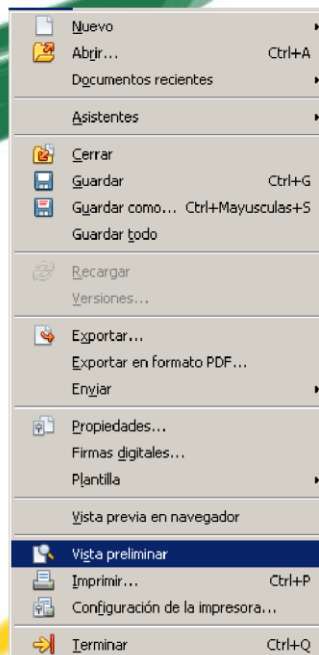 Nuevo
Abrir... Ctrl+A
Documentos recientes
Asistentes
Cerrar
Guardar Ctrl+G
Guardar como... Ctrl+Mayusculas+S
Guardar todo
Recargar
Versiones...
Exportar...
Exportar en formato PDF...
Enviar
Propiedades...
Firmas digitales...
Plantilla
Vista previa en navegador
Vista preliminar
Imprimir... Ctrl+P
Configuración de la impresora...
Terminar Ctrl+Q